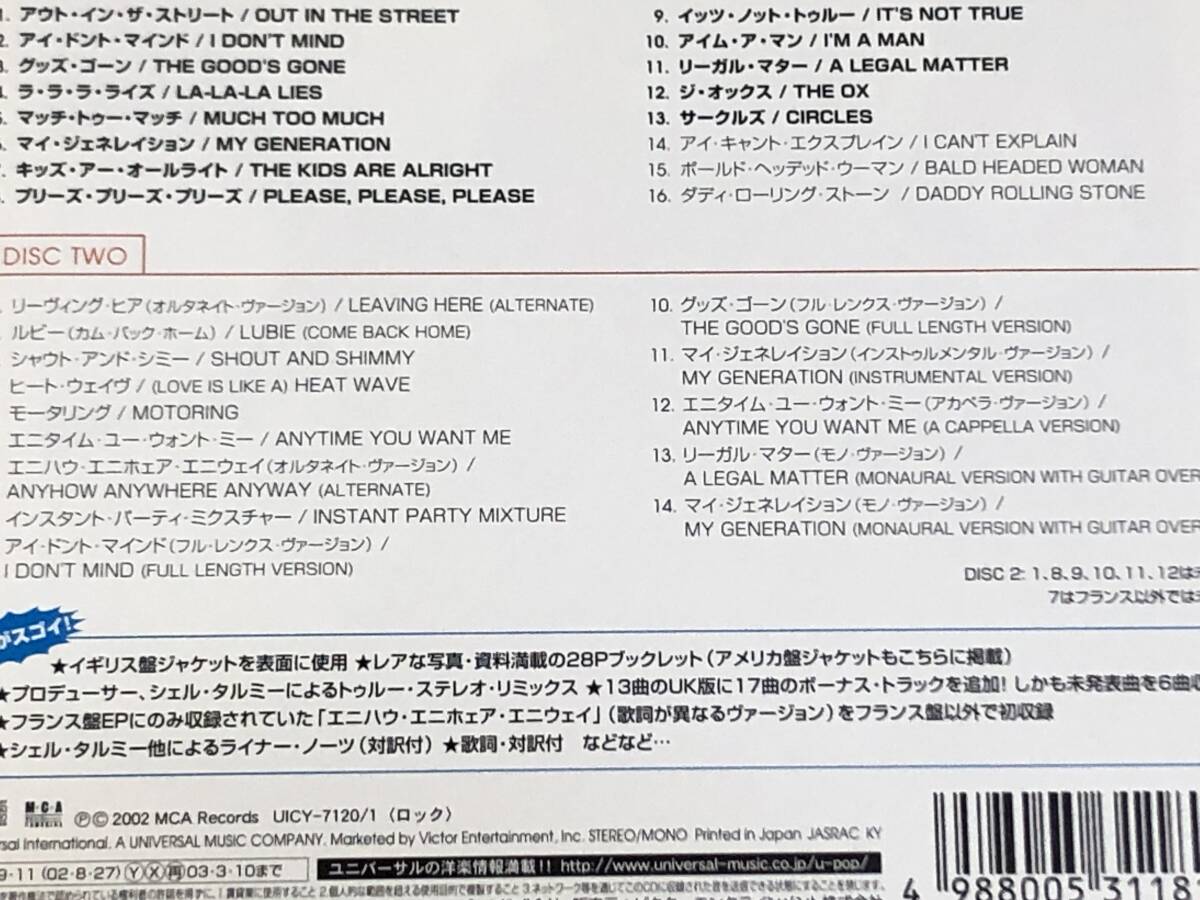 1. アウト・イン・ザ・ストリート / OUT IN THE STREET
2. アイ・ドント・マインド / I DON'T MIND
3. グッズ・ゴーン / THE GOOD'S GONE
4. ラ・ラ・ラ・ライズ / LA-LA-LA LIES
5. マッチ・トゥー・マッチ / MUCH TOO MUCH
マイ・ジェネレイション / MY GENERATION
7. キッズ・アー・オールライト / THE KIDS ARE ALRIGHT
プリーズ・プリーズ・プリーズ / PLEASE, PLEASE, PLEASE
9. イッツ・ノット・トゥルー / IT'S NOT TRUE
10. アイム・ア・マン / I'M A MAN
11. リーガル・マター / A LEGAL MATTER
12. ジ・オックス / THE OX
13. サークルズ / CIRCLES
14. アイ・キャント・エクスプレイン / I CAN'T EXPLAIN
15. ボールド・ヘッデッド・ウーマン / BALD HEADED WOMAN
16. ダディ・ローリング・ストーン / DADDY ROLLING STONE
DISC TWO
リーヴィング・ヒア（オルタネイト・ヴァージョン）/ LEAVING HERE (ALTERNATE)
ルビー（カム・バック・ホーム）/ LUBIE (COME BACK HOME)
シャウト・アンド・シミー / SHOUT AND SHIMMY
ヒート・ウェイヴ / (LOVE IS LIKE A) HEAT WAVE
モータリング / MOTORING
エニタイム・ユー・ウォント・ミー / ANYTIME YOU WANT ME
エニハウ・エニホェア・エニウェイ（オルタネイト・ヴァージョン）/
ANYHOW ANYWHERE ANYWAY (ALTERNATE)
インスタント・パーティ・ミクスチャー / INSTANT PARTY MIXTURE
アイ・ドント・マインド（フル・レンクス・ヴァージョン）/
I DON'T MIND (FULL LENGTH VERSION)
10. グッズ・ゴーン（フル・レンクス・ヴァージョン）/
THE GOOD'S GONE (FULL LENGTH VERSION)
11. マイ・ジェネレイション（インストゥルメンタル・ヴァージョン）/
MY GENERATION (INSTRUMENTAL VERSION)
12. エニタイム・ユー・ウォント・ミー（アカペラ・ヴァージョン）/
ANYTIME YOU WANT ME (A CAPPELLA VERSION)
13. リーガル・マター（モノ・ヴァージョン）/
A LEGAL MATTER (MONAURAL VERSION WITH GUITAR OVER
14. マイ・ジェネレイション（モノ・ヴァージョン）/
MY GENERATION (MONAURAL VERSION WITH GUITAR OVER
DISC 2: 1、8、9、10、11、12は
7はフランス以外では
がスゴイ!
★イギリス盤ジャケットを表面に使用 ★レアな写真・資料満載の28Pブックレット（アメリカ盤ジャケットもこちらに掲載）
★プロデューサー、シェル・タルミーによるトゥルー・ステレオ・リミックス ★13曲のUK版に17曲のボーナス・トラックを追加! しかも未発表曲を6曲収
★フランス盤EPにのみ収録されていた「エニハウ・エニホェア・エニウェイ」（歌詞が異なるヴァージョン）をフランス盤以外で初収録
★シェル・タルミー他によるライナー・ノーツ（対訳付）★歌詞・対訳付 などなど…
M·C·A ℗© 2002 MCA Records UICY-7120/1〈ロック〉
sal International. A UNIVERSAL MUSIC COMPANY. Marketed by Victor Entertainment, Inc. STEREO/MONO Printed in Japan JASRAC KY
9・11 (02・8・27) Ⓨ Ⓧ ㊢ 03・3・10まで
ユニバーサルの洋楽情報満載!! http://www.universal-music.co.jp/u-pop/
4 988005 31181